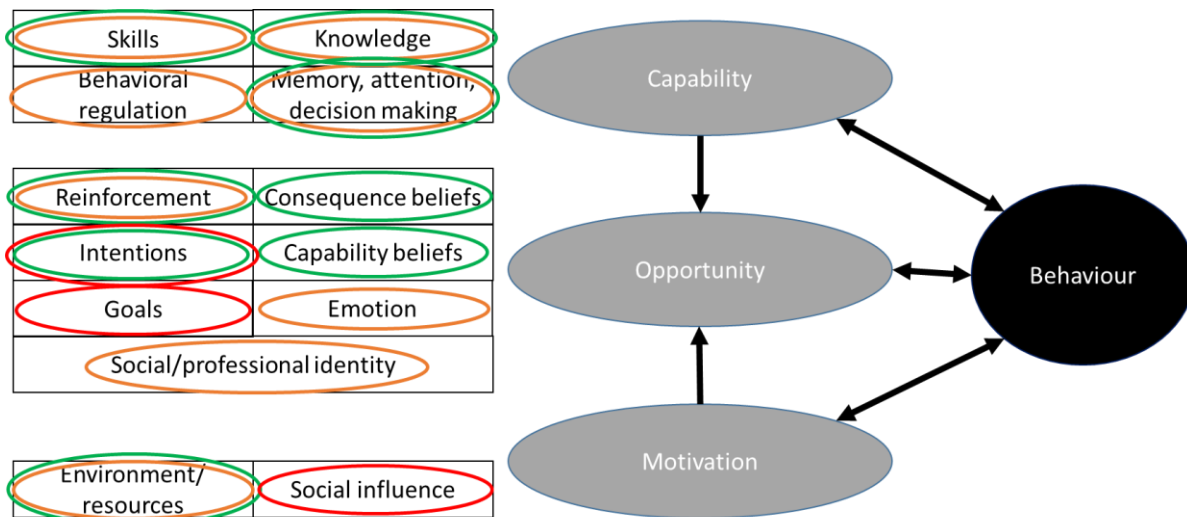 Skills
Knowledge
Behavioral
regulation
Memory, attention,
decision making
Reinforcement
Consequence beliefs
Intentions
Capability beliefs
Goals
Emotion
Social/professional identity
Environment/
resources
Social influence
Capability
Opportunity
Motivation
Behaviour